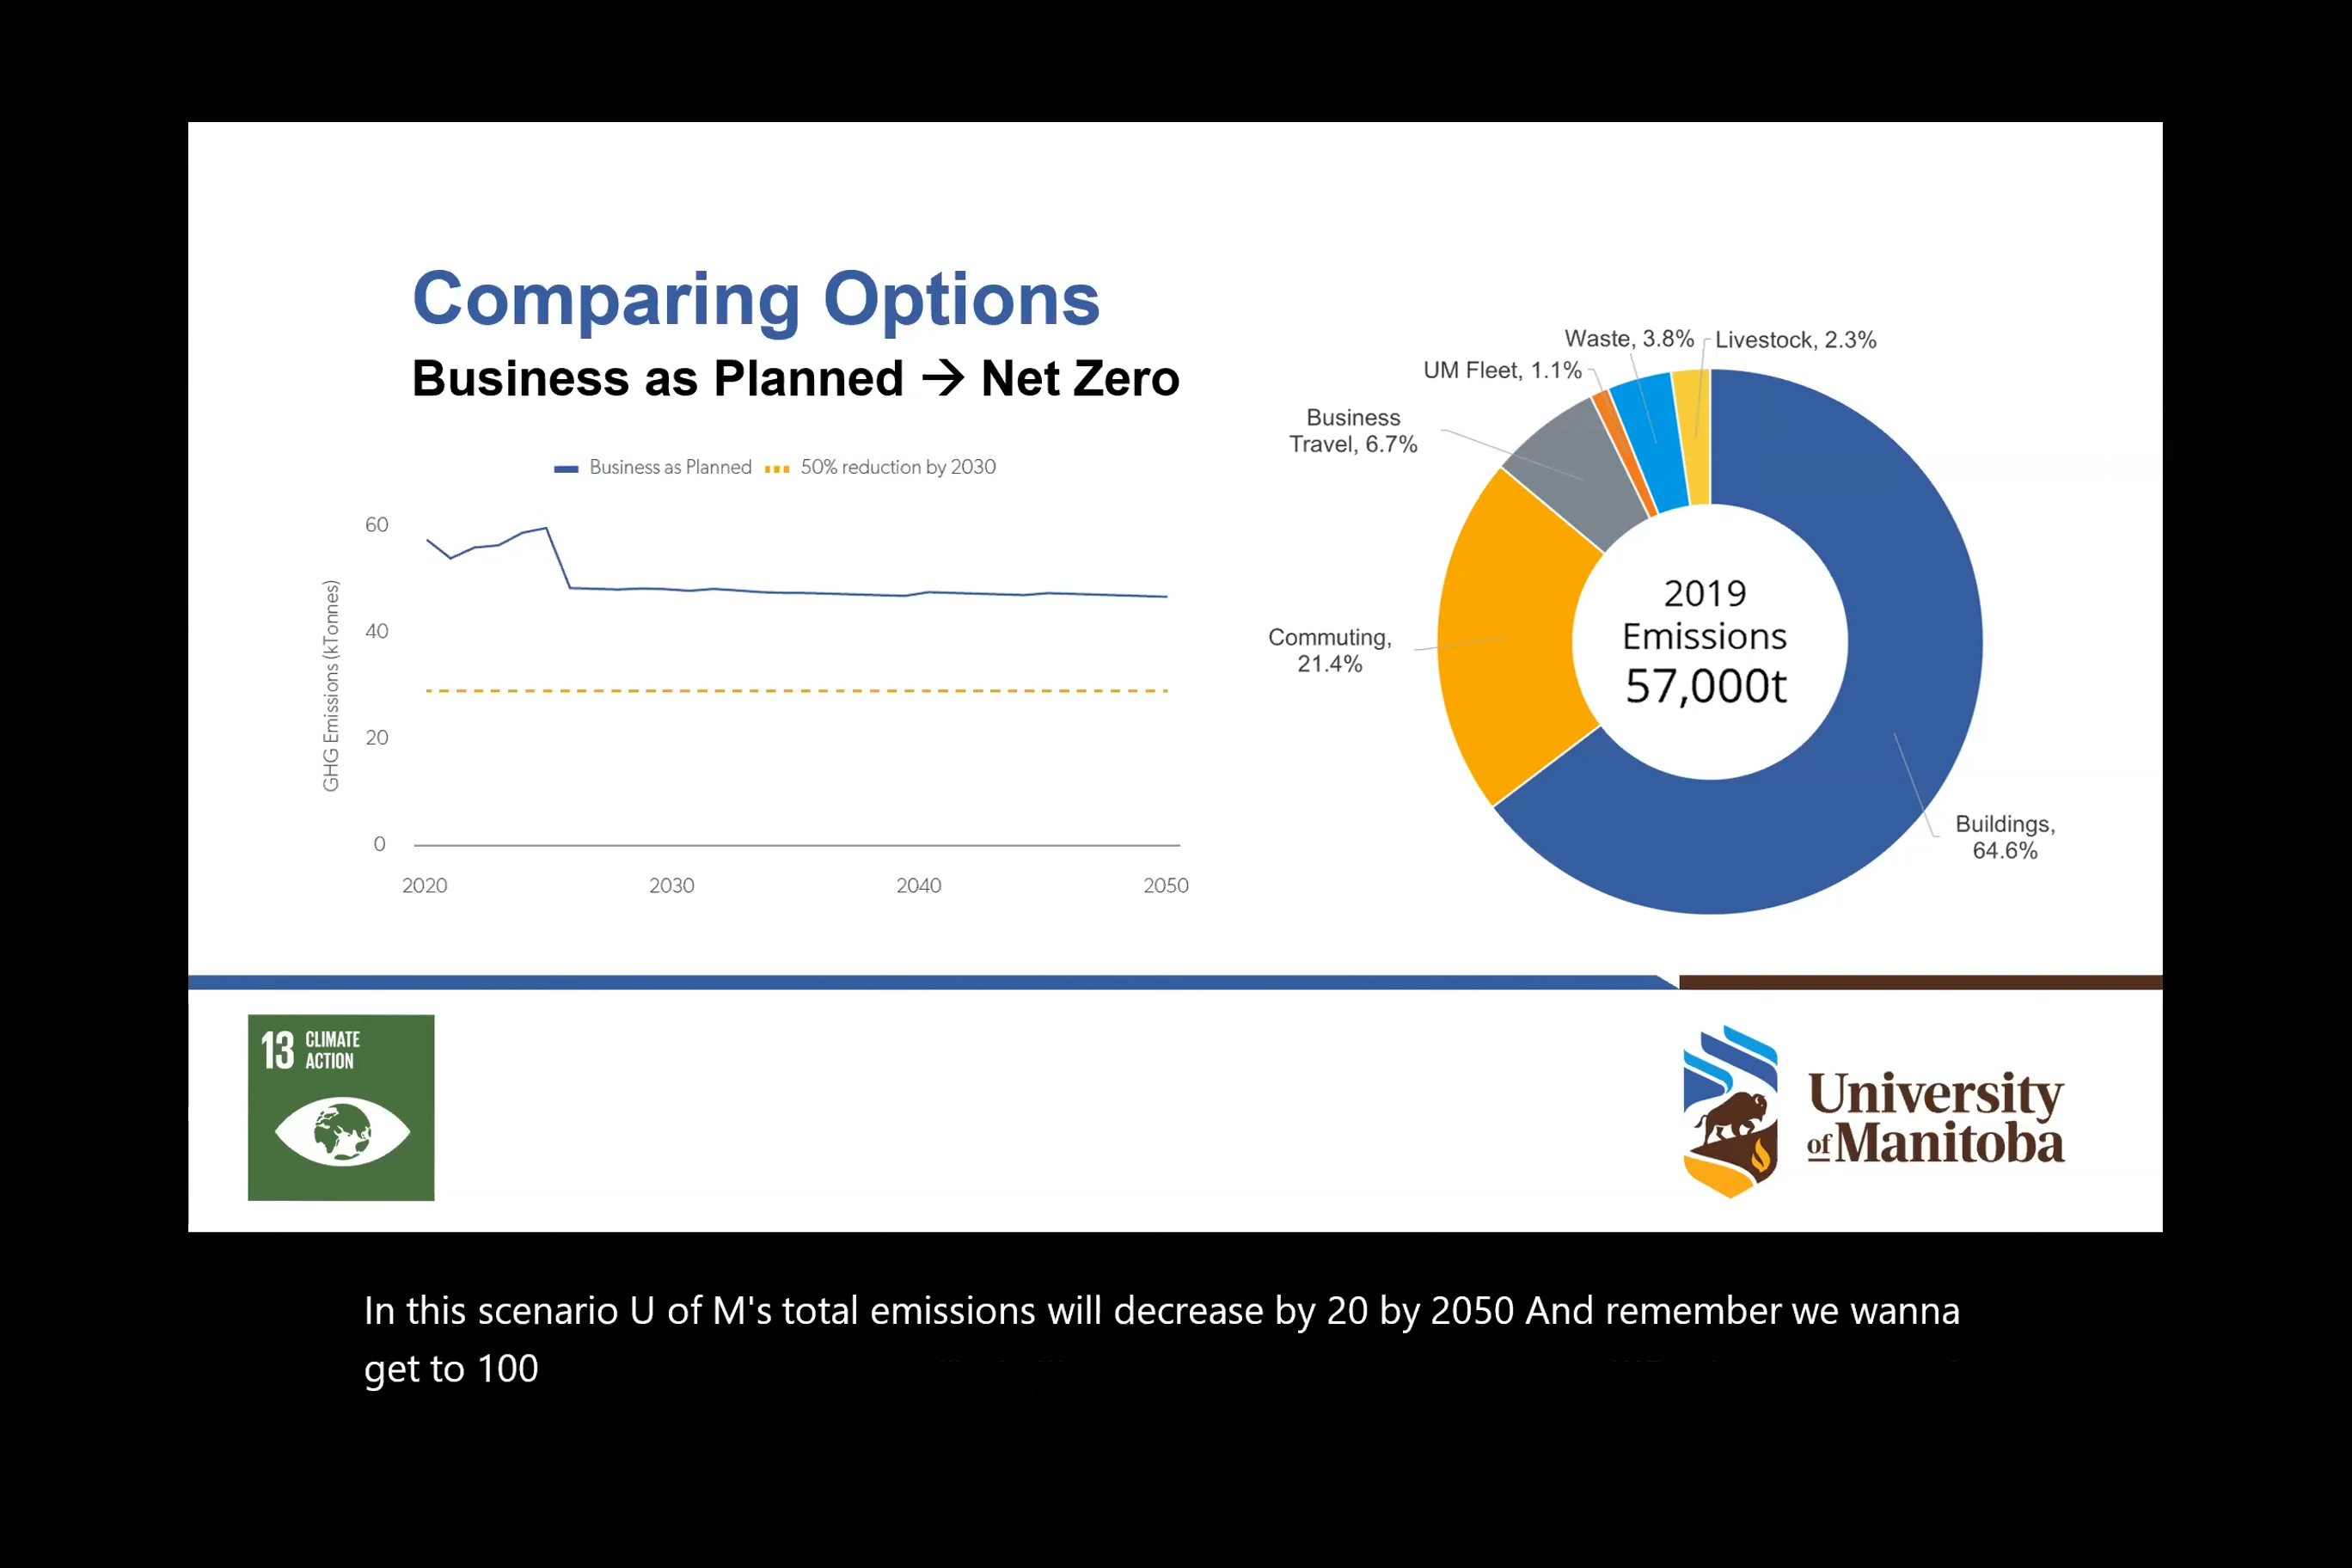 Comparing Options
Business as Planned → Net Zero
Business as Planned
50% reduction by 2030
GHG Emissions (kTonnes)
60
40
20
0
2020
2030
2040
2050
Waste, 3.8%
Livestock, 2.3%
UM Fleet, 1.1%
Business
Travel, 6.7%
Commuting,
21.4%
2019
Emissions
57,000t
Buildings,
64.6%
13 CLIMATE
ACTION
University
of Manitoba
In this scenario U of M's total emissions will decrease by 20 by 2050 And remember we wanna
get to 100